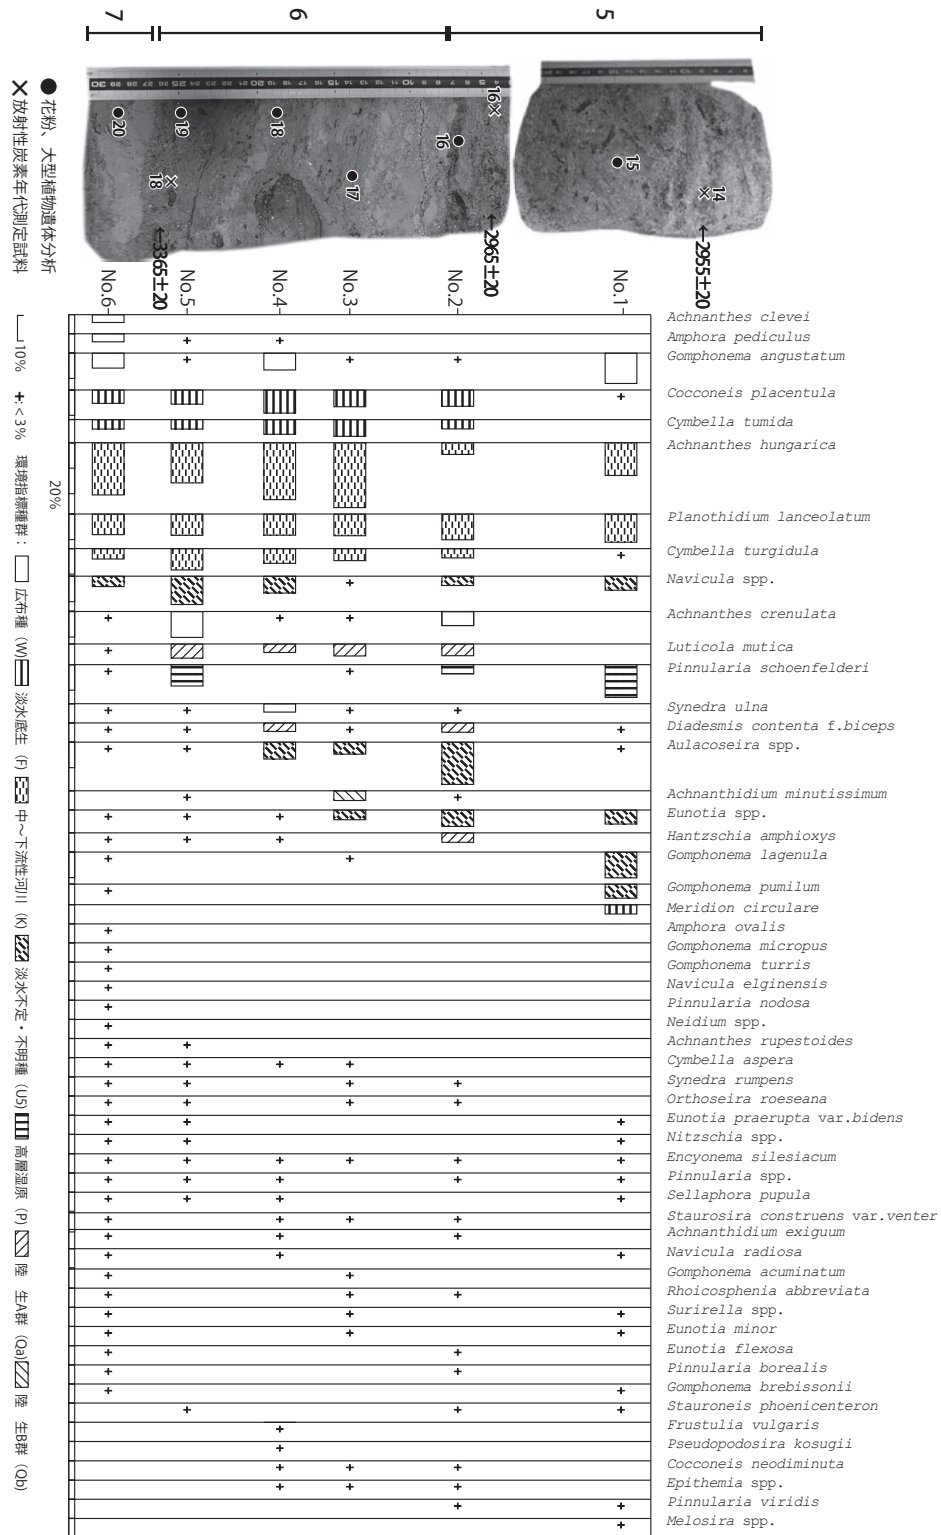 5
6
7
14
←2955±20
15
16
16
←2965±20
17
18
18
←3365±20
19
20
No.1
No.2
No.3
No.4
No.5
No.6
Achnanthes clevei
Amphora pediculus
Gomphonema angustatum
Cocconeis placentula
Cymbella tumida
Achnanthes hungarica
Planothidium lanceolatum
Cymbella turgidula
Navicula spp.
Achnanthes crenulata
Luticola mutica
Pinnularia schoenfelderi
Synedra ulna
Diadesmis contenta f.biceps
Aulacoseira spp.
Achnanthidium minutissimum
Eunotia spp.
Hantzschia amphioxys
Gomphonema lagenula
Gomphonema pumilum
Meridion circulare
Amphora ovalis
Gomphonema micropus
Gomphonema turris
Navicula elginensis
Pinnularia nodosa
Neidium spp.
Achnanthes rupestoides
Cymbella aspera
Synedra rumpens
Orthoseira roeseana
Eunotia praerupta var.bidens
Nitzschia spp.
Encyonema silesiacum
Pinnularia spp.
Sellaphora pupula
Staurosira construens var.venter
Achnanthidium exiguum
Navicula radiosa
Gomphonema acuminatum
Rhoicosphenia abbreviata
Surirella spp.
Eunotia minor
Eunotia flexosa
Pinnularia borealis
Gomphonema brebissonii
Stauroneis phoenicenteron
Frustulia vulgaris
Pseudopodosira kosugii
Cocconeis neodiminuta
Epithemia spp.
Pinnularia viridis
Melosira spp.
20%
● 花粉、大型植物遺体分析
× 放射性炭素年代測定試料
10% +:<3% 環境指標種群: 広布種 (W) 淡水底生 (F) 中～下流性河川 (K) 淡水不定・不明種 (U5) 高層湿原 (P) 陸 生A群 (Qa) 陸 生B群 (Qb)